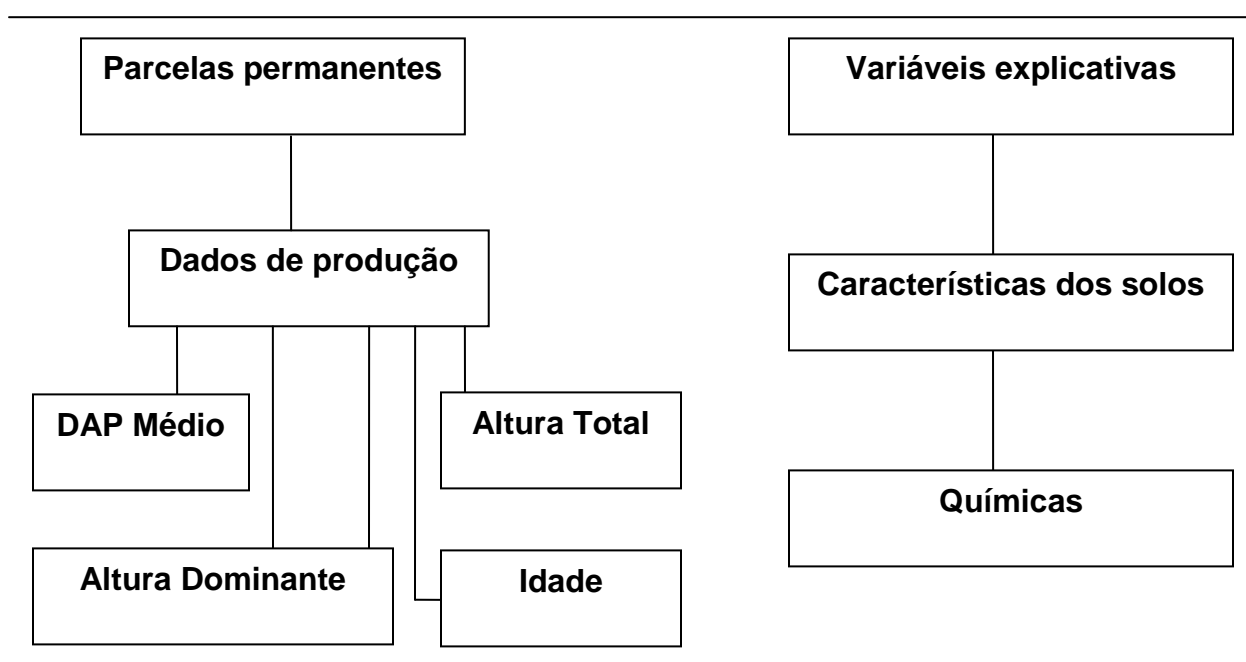 Parcelas permanentes
Variáveis explicativas
Dados de produção
Características dos solos
DAP Médio
Altura Total
Químicas
Altura Dominante
Idade